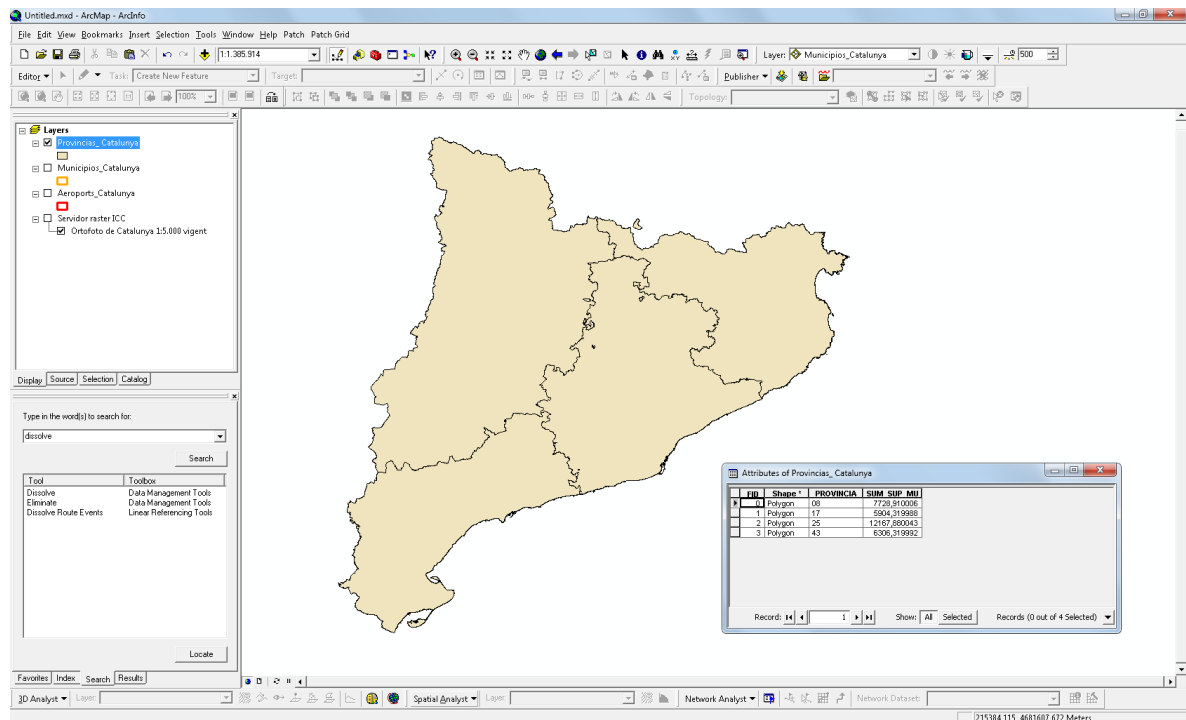 Untitled.mxd - ArcMap - ArcInfo
File Edit View Bookmarks Insert Selection Tools Window Help Patch Patch Grid
1:1.385.914 Layer: Municipios_Catalunya 500
Editor Task: Create New Feature Target: Publisher
100% Topology:
Layers
Provincias_ Catalunya
Municipios_Catalunya
Aeroports_Catalunya
Servidor raster ICC
Ortofoto de Catalunya 1:5.000 vigent
Display Source Selection Catalog
Type in the word(s) to search for:
dissolve
Search
Tool Toolbox
Dissolve Data Management Tools
Eliminate Data Management Tools
Dissolve Route Events Linear Referencing Tools
Locate
Favorites Index Search Results
Attributes of Provincias_ Catalunya
FID Shape * PROVINCIA SUM_SUP_MU
0 Polygon 08 7728,910006
1 Polygon 17 5904,319988
2 Polygon 25 12167,880043
3 Polygon 43 6306,319992
Record: 1 Show: All Selected Records (0 out of 4 Selected)
3D Analyst Layer: Spatial Analyst Layer: Network Analyst Network Dataset:
215384,115 4681607,672 Meters